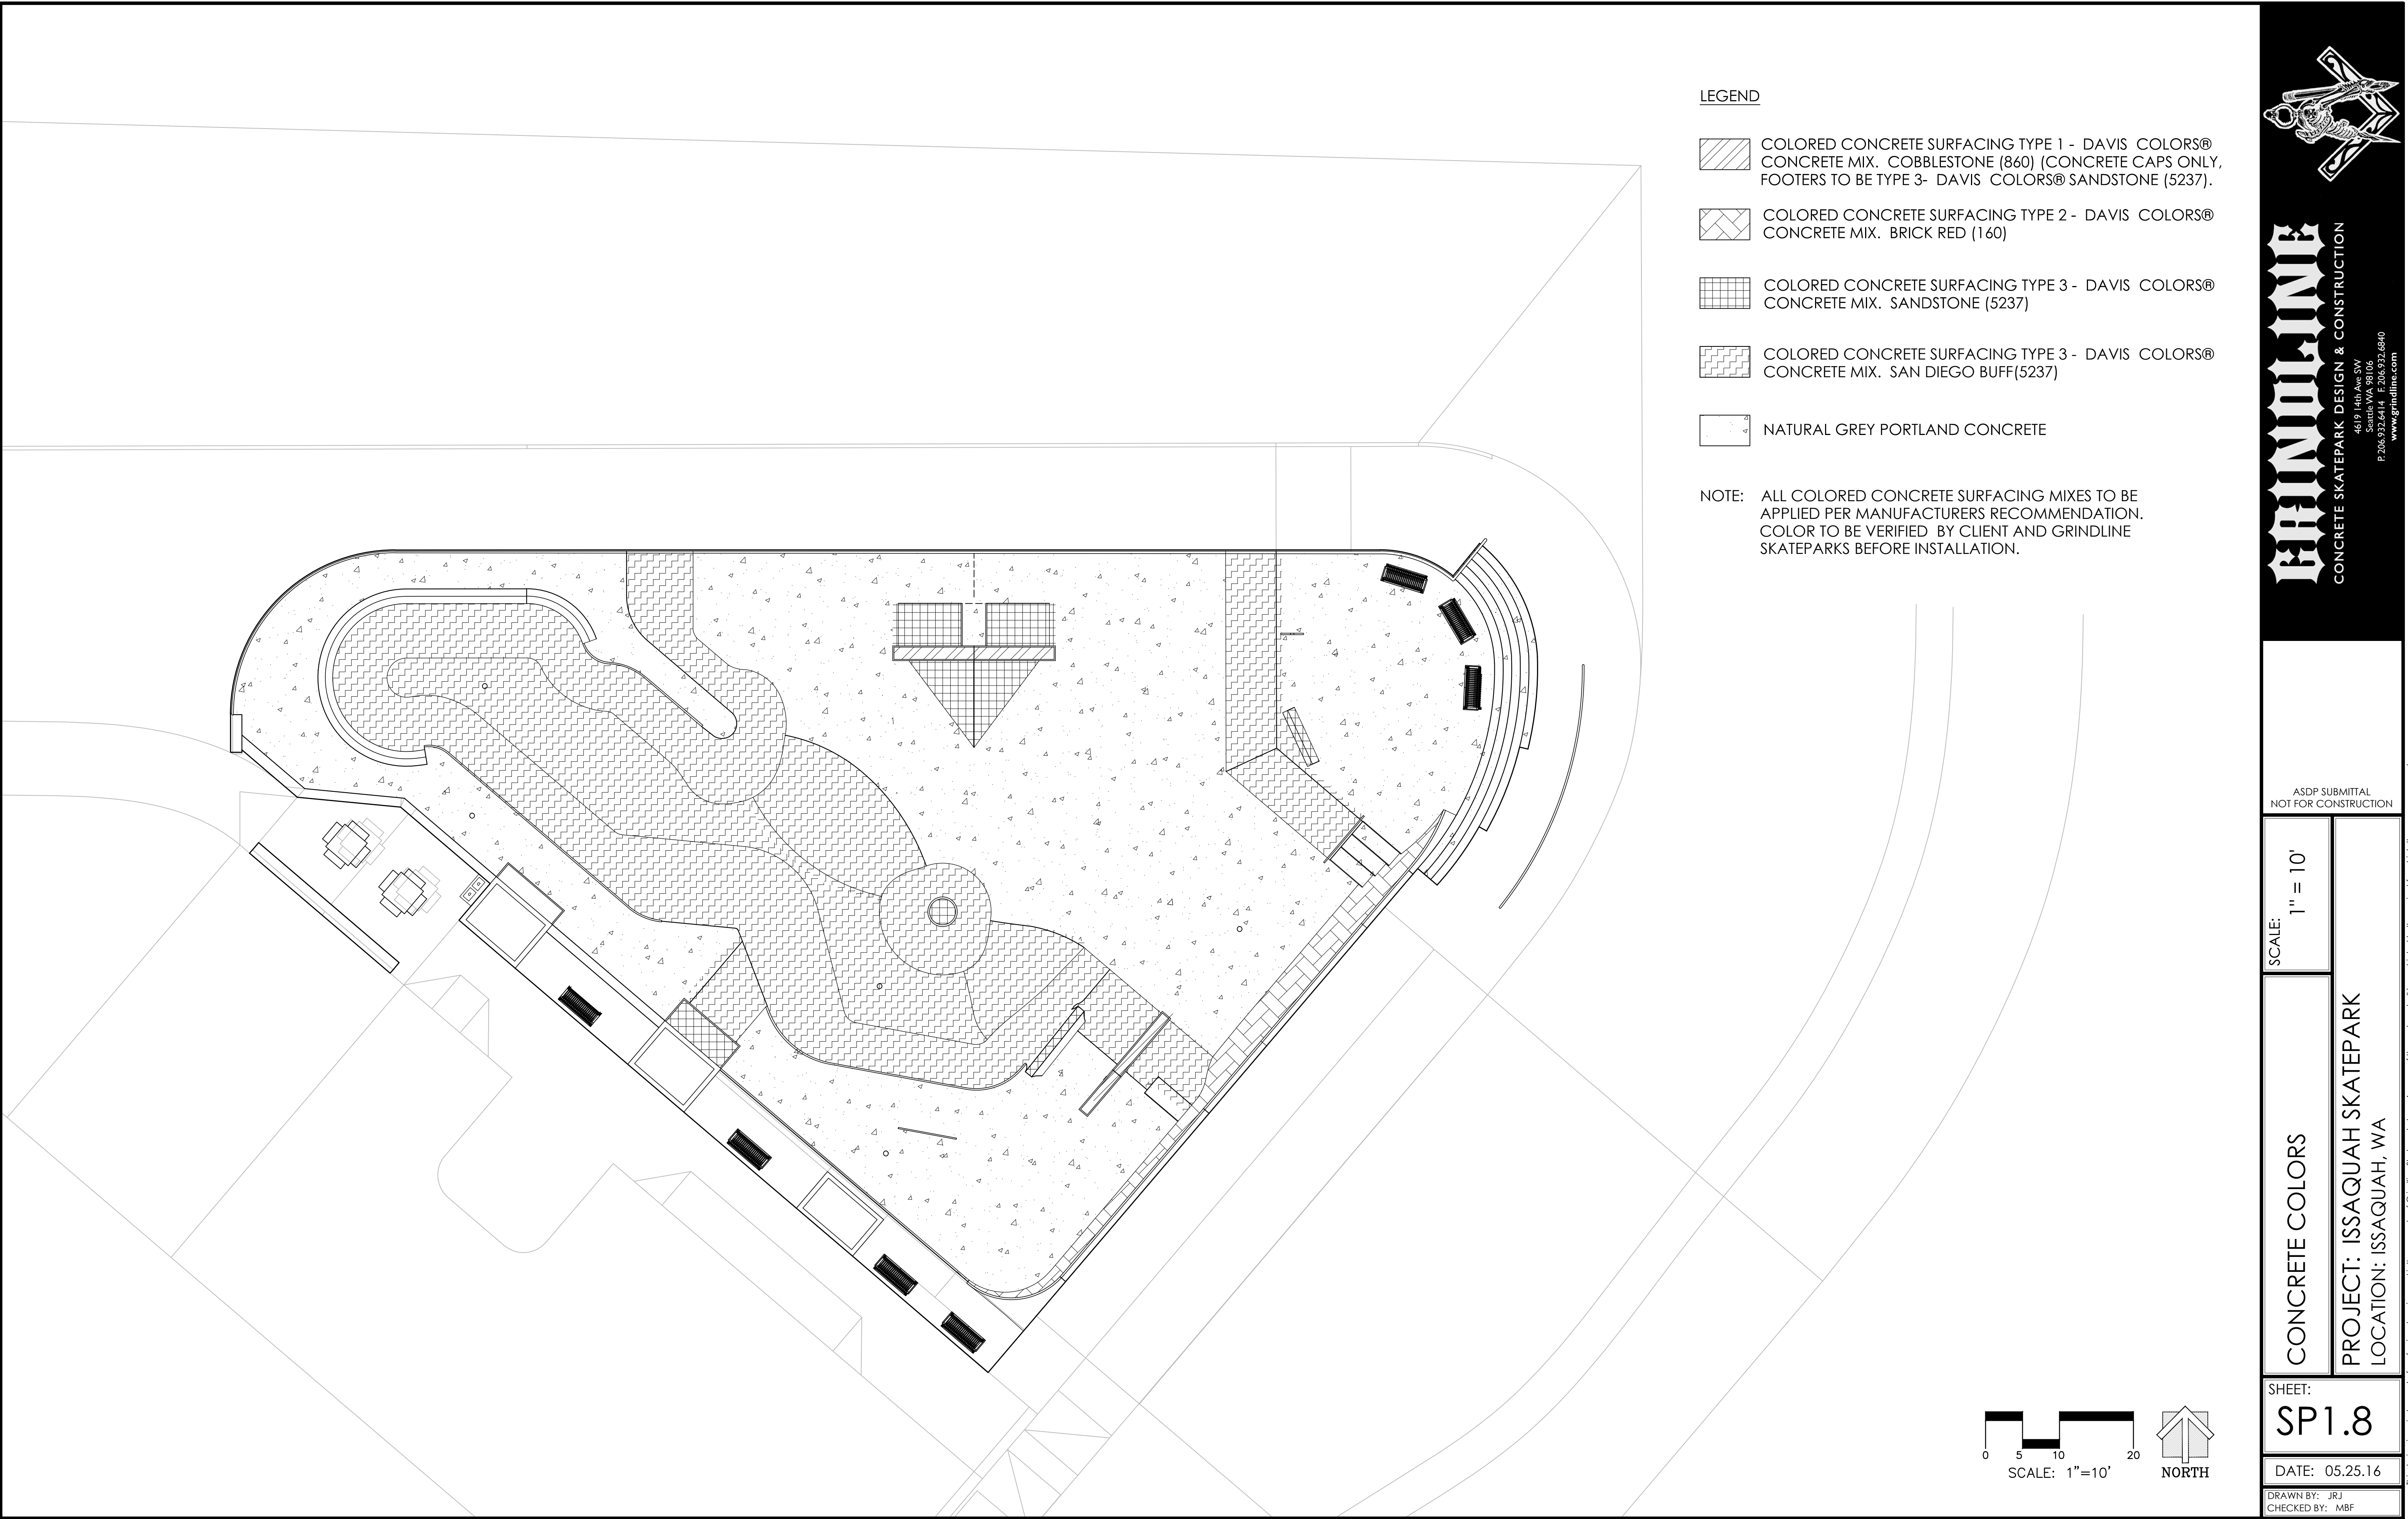 LEGEND
COLORED CONCRETE SURFACING TYPE 1 - DAVIS COLORS®
CONCRETE MIX. COBBLESTONE (860) (CONCRETE CAPS ONLY,
FOOTERS TO BE TYPE 3- DAVIS COLORS® SANDSTONE (5237).
COLORED CONCRETE SURFACING TYPE 2 - DAVIS COLORS®
CONCRETE MIX. BRICK RED (160)
COLORED CONCRETE SURFACING TYPE 3 - DAVIS COLORS®
CONCRETE MIX. SANDSTONE (5237)
COLORED CONCRETE SURFACING TYPE 3 - DAVIS COLORS®
CONCRETE MIX. SAN DIEGO BUFF(5237)
NATURAL GREY PORTLAND CONCRETE
NOTE: ALL COLORED CONCRETE SURFACING MIXES TO BE
APPLIED PER MANUFACTURERS RECOMMENDATION.
COLOR TO BE VERIFIED BY CLIENT AND GRINDLINE
SKATEPARKS BEFORE INSTALLATION.
0 5 10 20
SCALE: 1"=10'
NORTH
GRINDLINE
CONCRETE SKATEPARK DESIGN & CONSTRUCTION
4619 14th Ave SW
Seattle WA 98106
P. 206.932.6414 F. 206.932.6840
www.grindline.com
ASDP SUBMITTAL
NOT FOR CONSTRUCTION
SCALE:
1" = 10'
CONCRETE COLORS
PROJECT: ISSAQUAH SKATEPARK
LOCATION: ISSAQUAH, WA
SHEET:
SP1.8
DATE: 05.25.16
DRAWN BY: JRJ
CHECKED BY: MBF